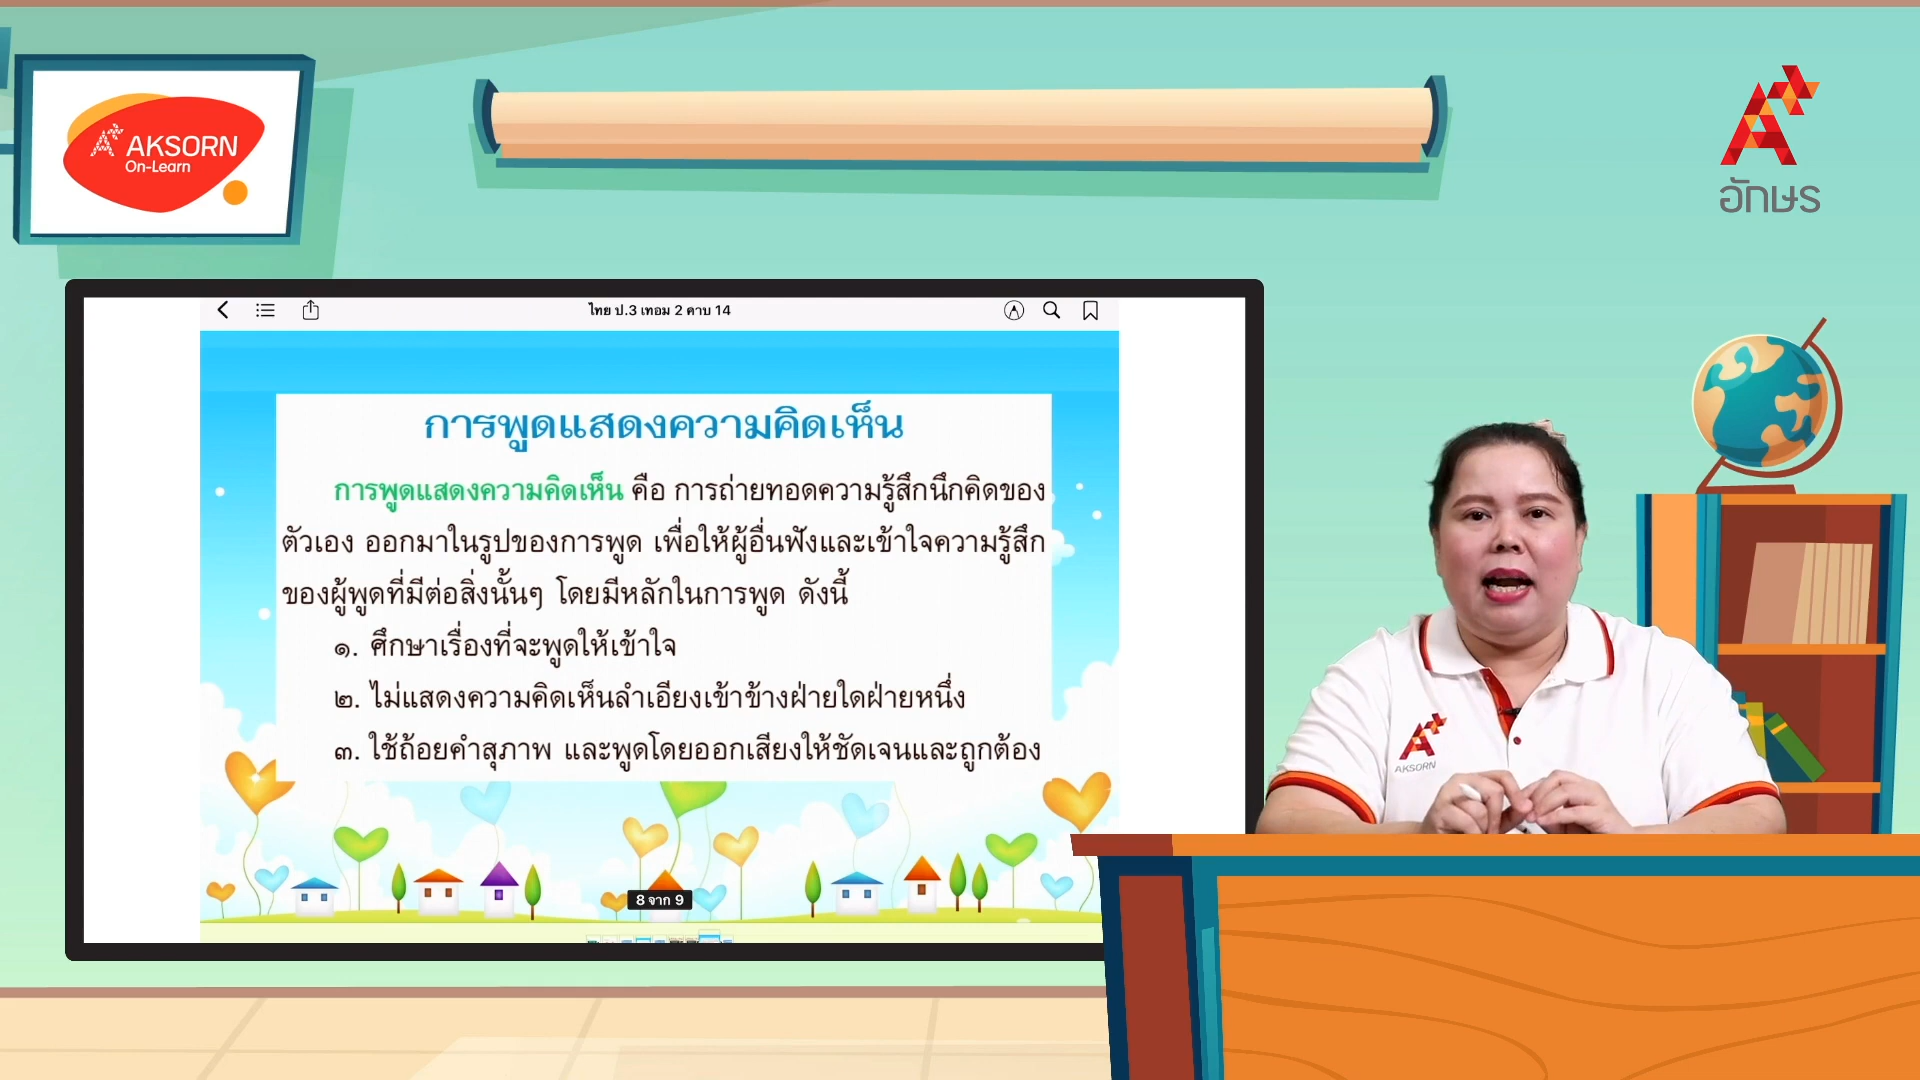 AKSORN
On-Learn
อักษร
ไทย ป.3 เทอม 2 คาบ 14
การพูดแสดงความคิดเห็น
การพูดแสดงความคิดเห็น คือ การถ่ายทอดความรู้สึกนึกคิดของ
ตัวเอง ออกมาในรูปของการพูด เพื่อให้ผู้อื่นฟังและเข้าใจความรู้สึก
ของผู้พูดที่มีต่อสิ่งนั้นๆ โดยมีหลักในการพูด ดังนี้
๑. ศึกษาเรื่องที่จะพูดให้เข้าใจ
๒. ไม่แสดงความคิดเห็นลำเอียงเข้าข้างฝ่ายใดฝ่ายหนึ่ง
๓. ใช้ถ้อยคำสุภาพ และพูดโดยออกเสียงให้ชัดเจนและถูกต้อง
8 จาก 9
AKSORN